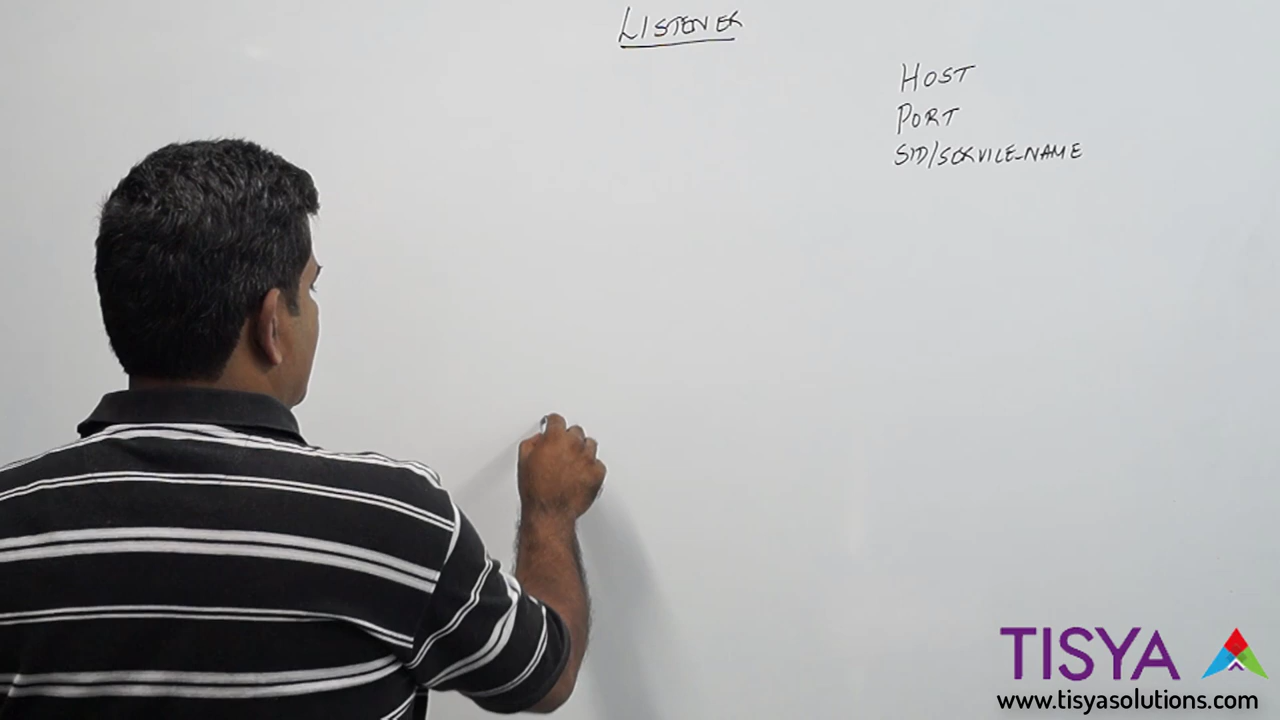 LISTENER
HOST
PORT
SID/SERVICE_NAME
TISYA
www.tisyasolutions.com